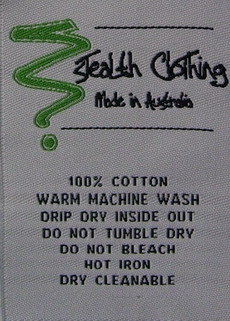 Stealth Clothing
Made in Australia
100% COTTON
WARM MACHINE WASH
DRIP DRY INSIDE OUT
DO NOT TUMBLE DRY
DO NOT BLEACH
HOT IRON
DRY CLEANABLE